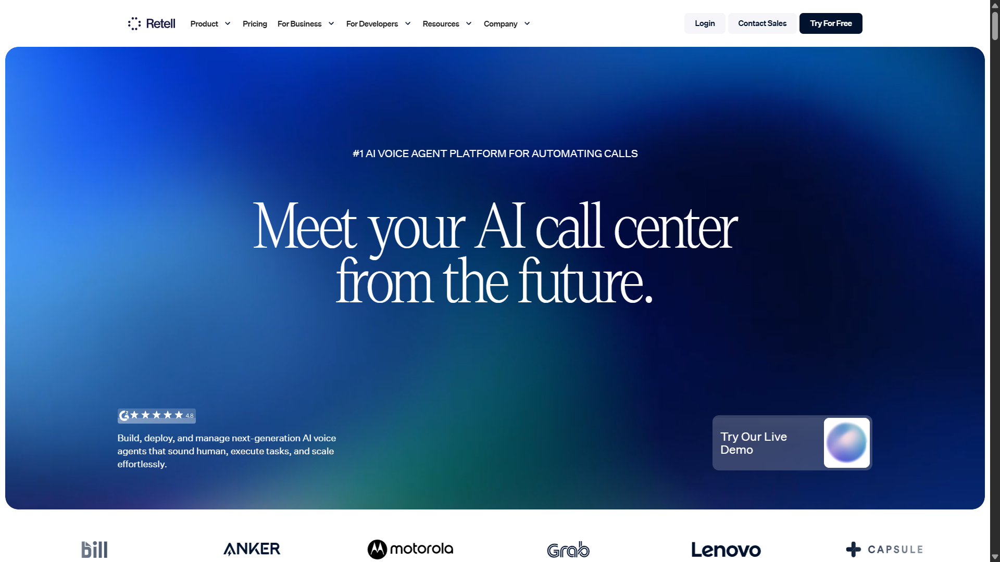 Retell
Product
Pricing
For Business
For Developers
Resources
Company
Login
Contact Sales
Try For Free
#1 AI VOICE AGENT PLATFORM FOR AUTOMATING CALLS
Meet your AI call center
from the future.
G2 4.8
Build, deploy, and manage next-generation AI voice
agents that sound human, execute tasks, and scale
effortlessly.
Try Our Live
Demo
bill
ANKER
motorola
Grab
Lenovo
CAPSULE